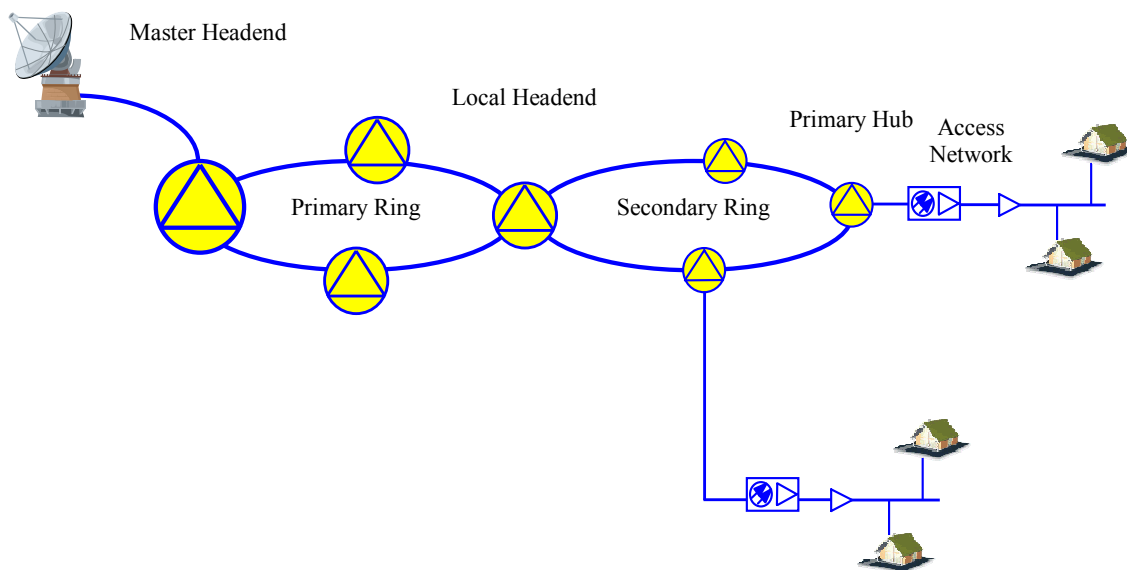 Master Headend
Local Headend
Primary Hub
Access
Network
Primary Ring
Secondary Ring